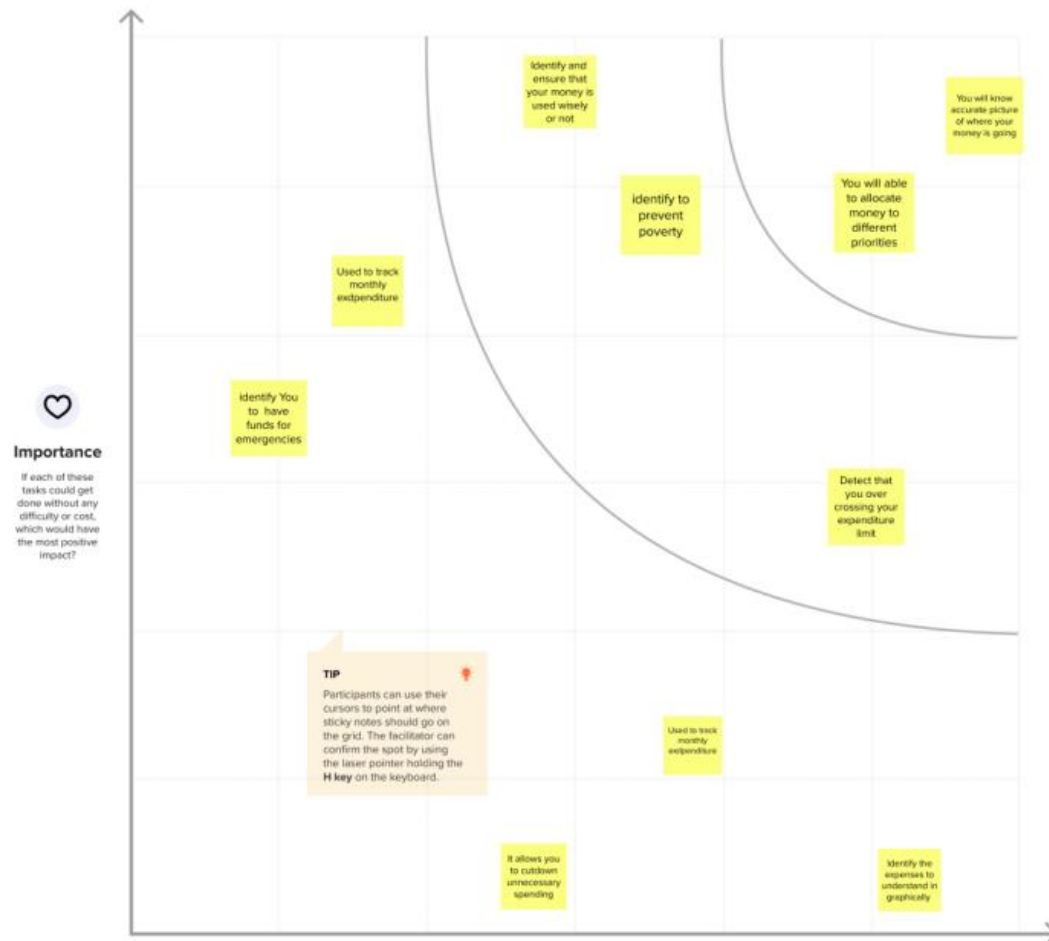 Identify and
ensure that
your money is
used wisely
or not
You will know
accurate picture
of where your
money is going
identify to
prevent
poverty
You will able
to allocate
money to
different
priorities
Used to track
monthly
exdpenditure
identify You
to have
funds for
emergencies
Importance
If each of these
tasks could get
done without any
difficulty or cost,
which would have
the most positive
impact?
Detect that
you over
crossing your
expenditure
limit
TIP
Participants can use their
cursors to point at where
sticky notes should go on
the grid. The facilitator can
confirm the spot by using
the laser pointer holding the
H key on the keyboard.
Used to track
monthly
exdpenditure
It allows you
to cutdown
unnecessary
spending
Identify the
expenses to
understand in
graphically